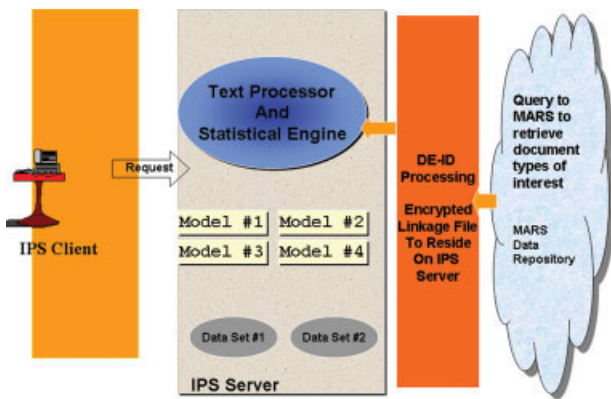 IPS Client
Request
Text Processor
And
Statistical Engine
Model #1
Model #2
Model #3
Model #4
Data Set #1
Data Set #2
IPS Server
DE-ID
Processing
Encrypted
Linkage File
To Reside
On IPS
Server
Query to
MARS to
retrieve
document
types of
interest
MARS
Data
Repository